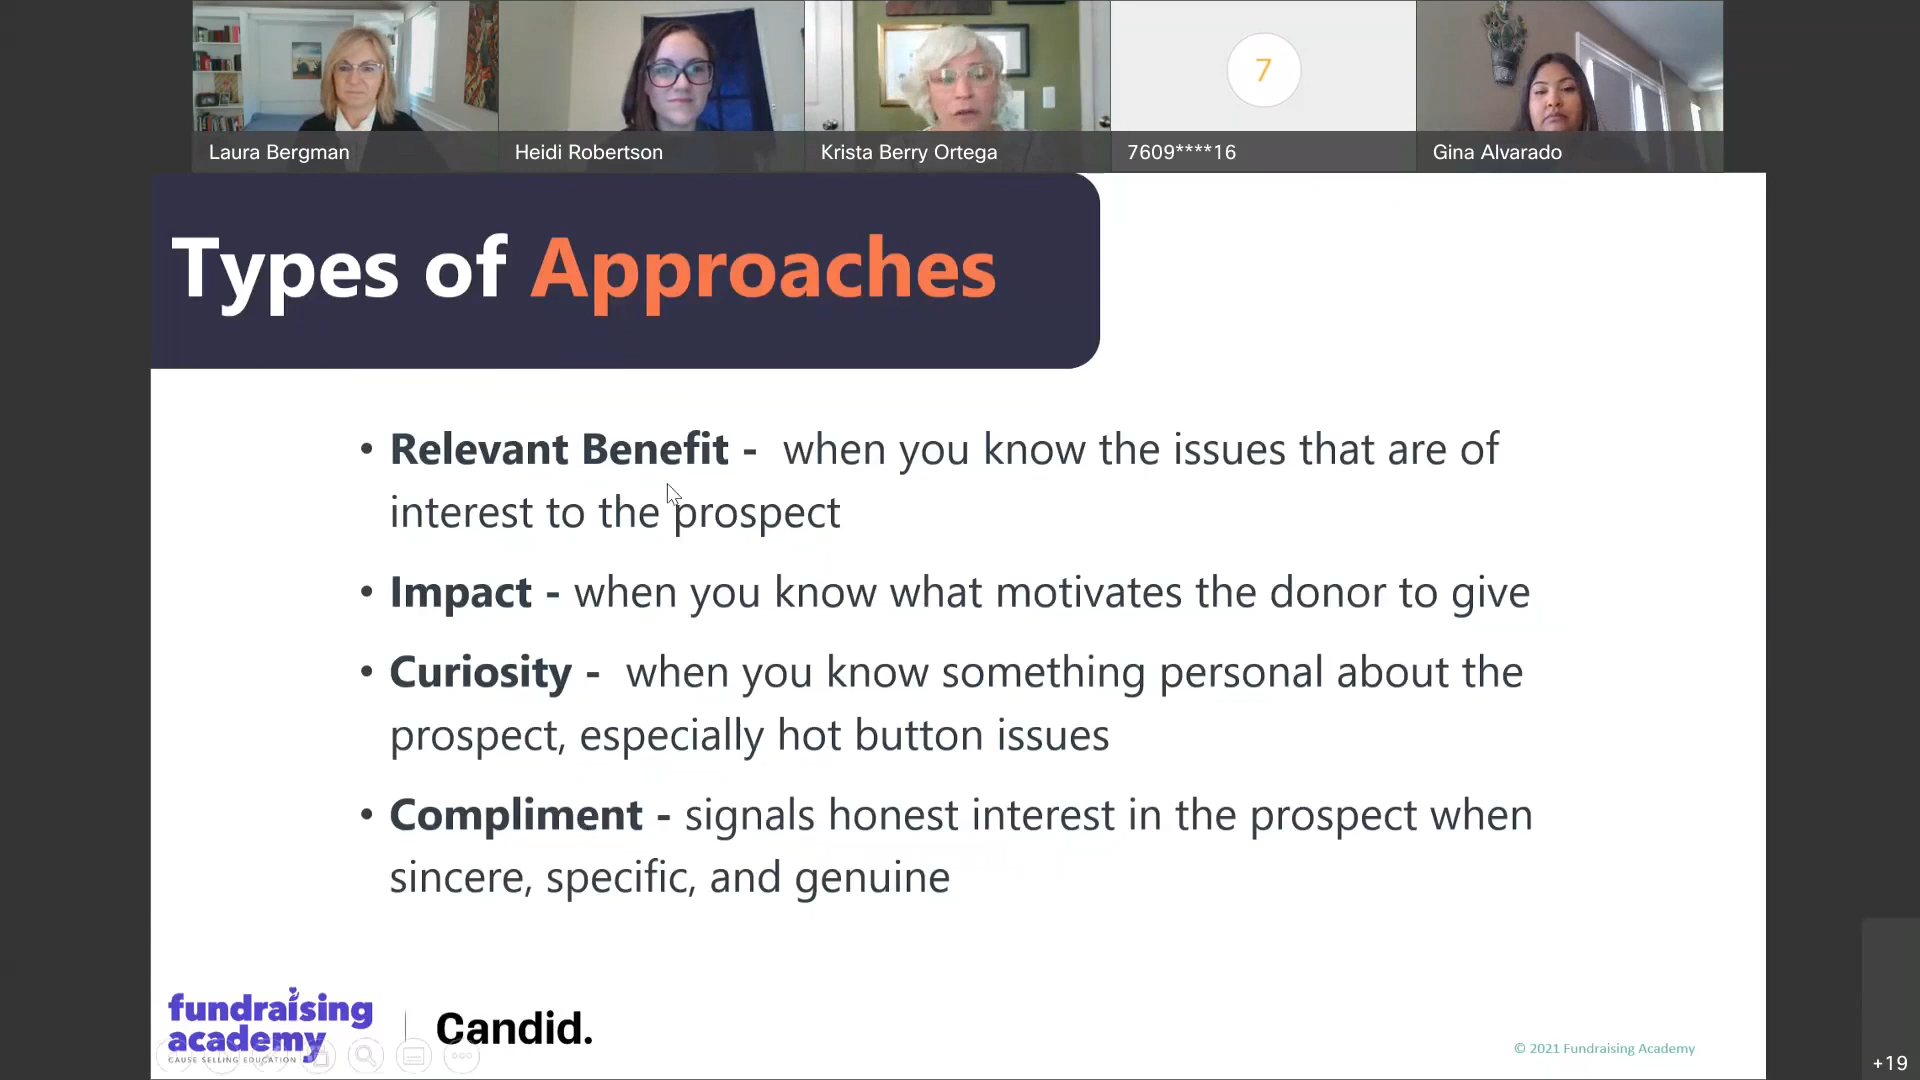 Laura Bergman
Heidi Robertson
Krista Berry Ortega
7
7609****16
Gina Alvarado
Types of Approaches
• Relevant Benefit - when you know the issues that are of
interest to the prospect
• Impact - when you know what motivates the donor to give
• Curiosity - when you know something personal about the
prospect, especially hot button issues
• Compliment - signals honest interest in the prospect when
sincere, specific, and genuine
fundraising
academy
CAUSE SELLING EDUCATION
Candid.
© 2021 Fundraising Academy
+19